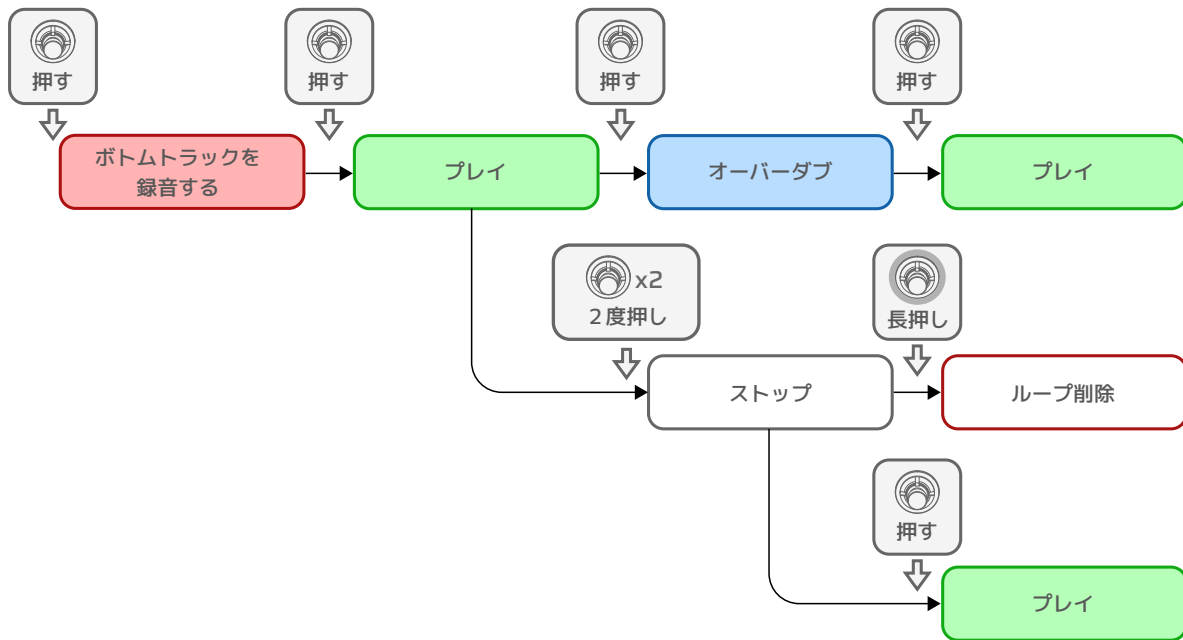 押す
押す
押す
押す
ボトムトラックを
録音する
プレイ
オーバーダブ
プレイ
x2
２度押し
長押し
ストップ
ループ削除
押す
プレイ